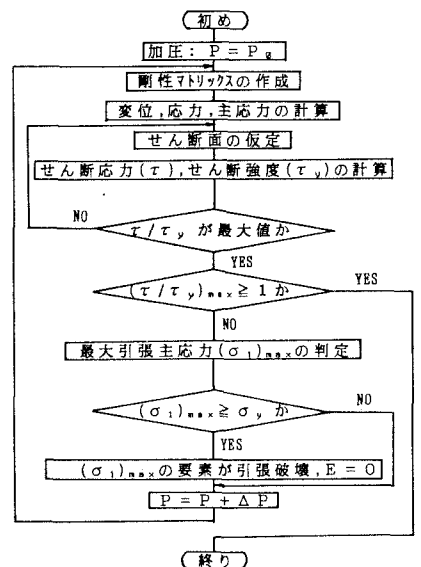 初め
加圧: P = P₀
剛性マトリックスの作成
変位,応力,主応力の計算
せん断面の仮定
せん断応力(τ),せん断強度(τy)の計算
NO
τ/τy が最大値か
YES
(τ/τy)max ≧ 1か
YES
NO
最大引張主応力(σ1)maxの判定
(σ1)max ≧ σy か
NO
YES
(σ1)maxの要素が引張破壊,E = 0
P = P + Δ P
終り